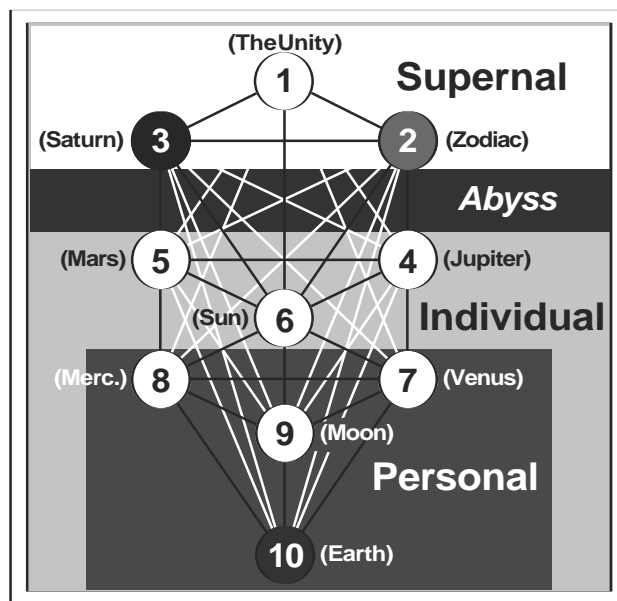 (TheUnity)
1
Supernal
(Saturn) 3 2 (Zodiac)
Abyss
(Mars) 5 4 (Jupiter)
(Sun) 6 Individual
(Merc.) 8 7 (Venus)
9 (Moon)
Personal
10 (Earth)